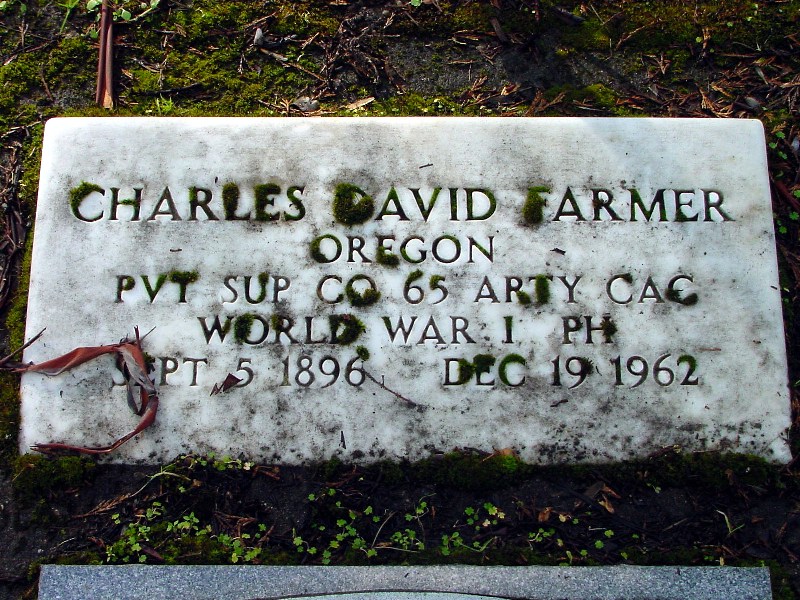 CHARLES DAVID FARMER
OREGON
PVT SUP CO 65 ARTY CAC
WORLD WAR I PH
SEPT 5 1896 DEC 19 1962